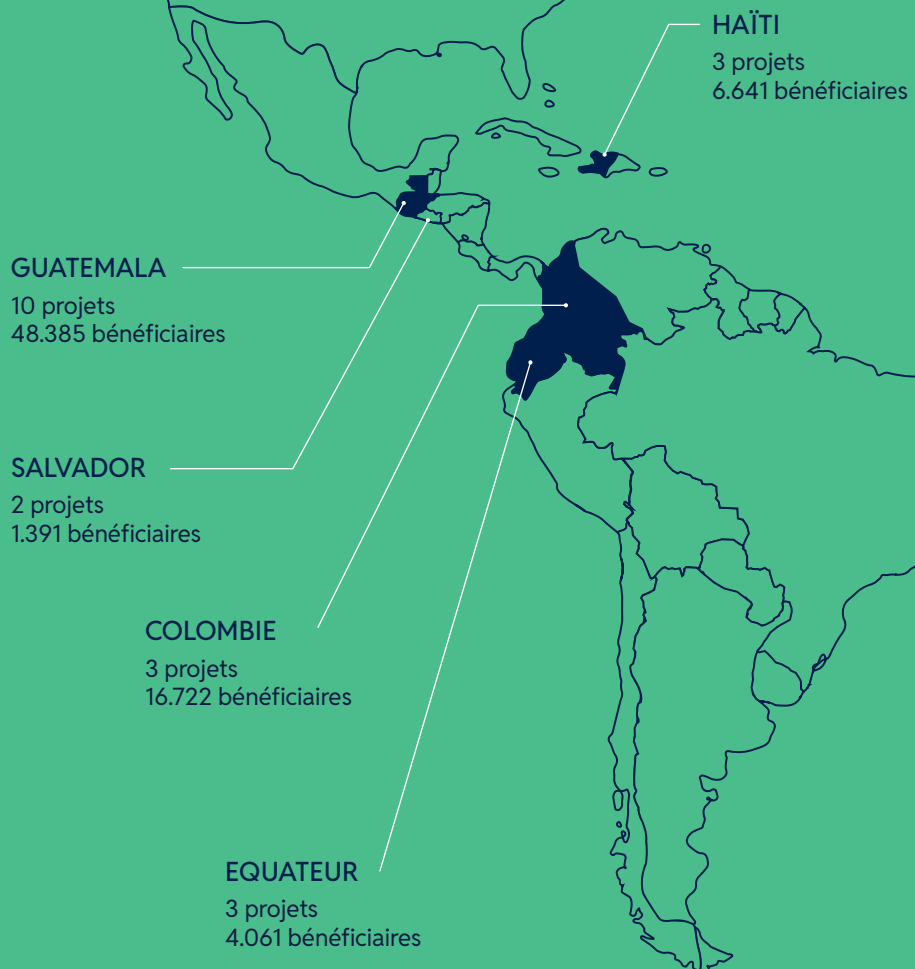 HAÏTI
3 projets
6.641 bénéficiaires
GUATEMALA
10 projets
48.385 bénéficiaires
SALVADOR
2 projets
1.391 bénéficiaires
COLOMBIE
3 projets
16.722 bénéficiaires
EQUATEUR
3 projets
4.061 bénéficiaires